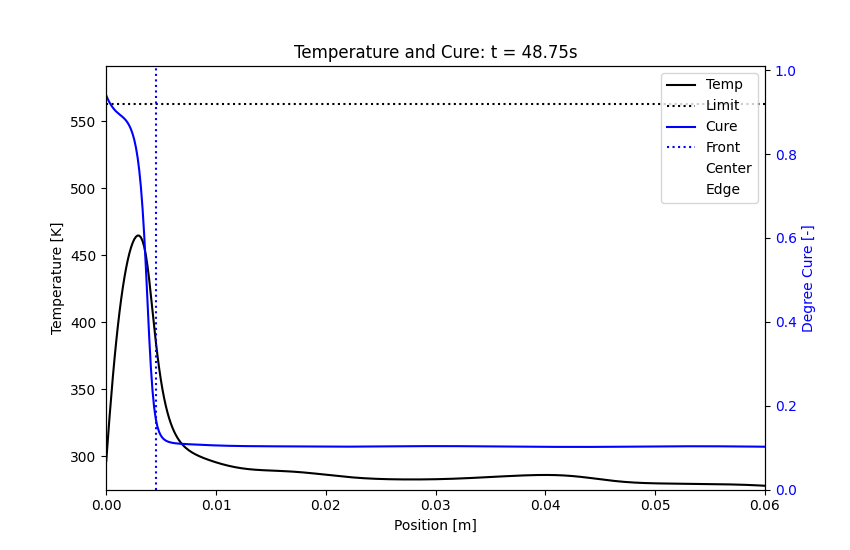 Temperature and Cure: t = 48.75s
Temp
Limit
Cure
Front
Center
Edge
550
500
450
400
350
300
Temperature [K]
1.0
0.8
0.6
0.4
0.2
0.0
Degree Cure [-]
0.00 0.01 0.02 0.03 0.04 0.05 0.06
Position [m]